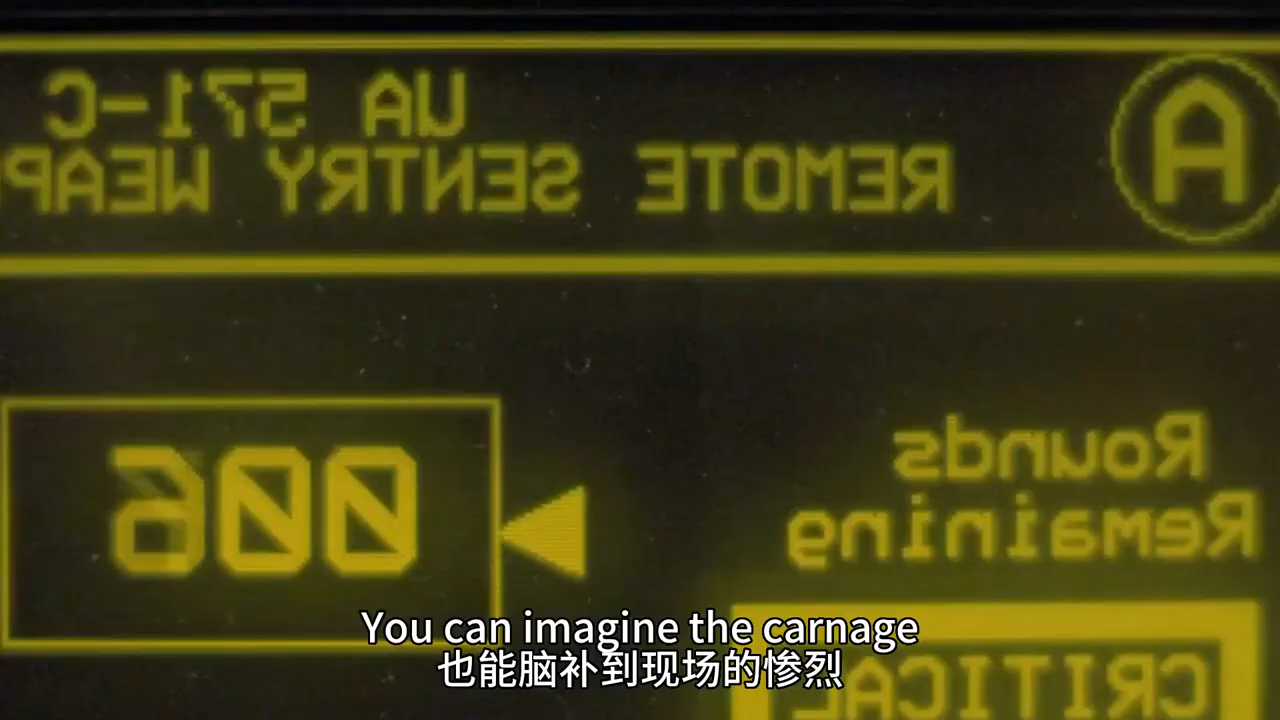 A
UA 571-C
REMOTE SENTRY WEAP
Rounds
Remaining
006
CRITICAL
You can imagine the carnage
也能脑补到现场的惨烈